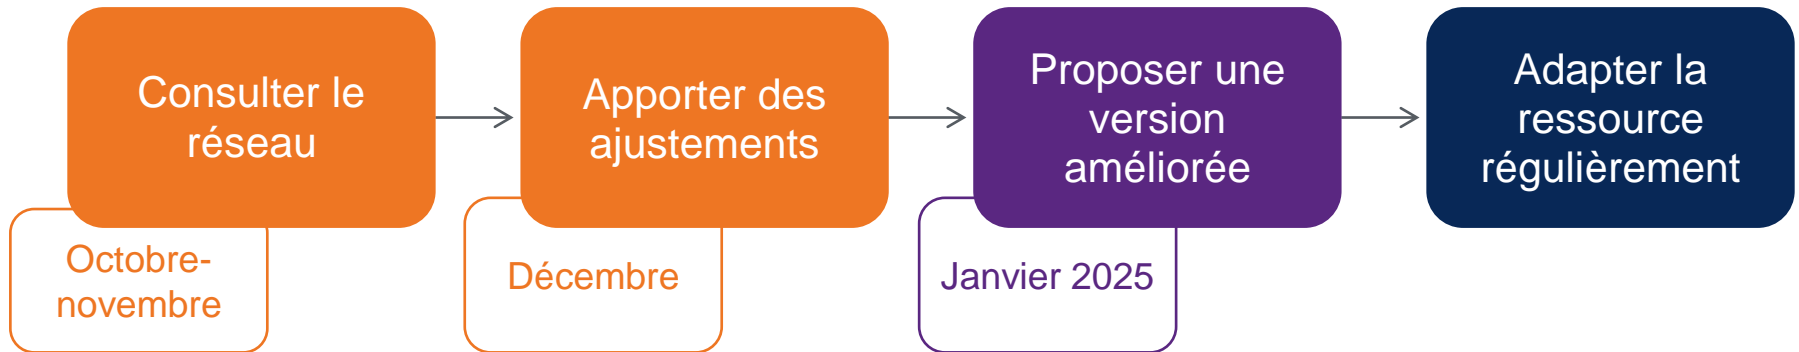 Consulter le
réseau
Apporter des
ajustements
Proposer une
version
améliorée
Adapter la
ressource
régulièrement
Octobre-
novembre
Décembre
Janvier 2025